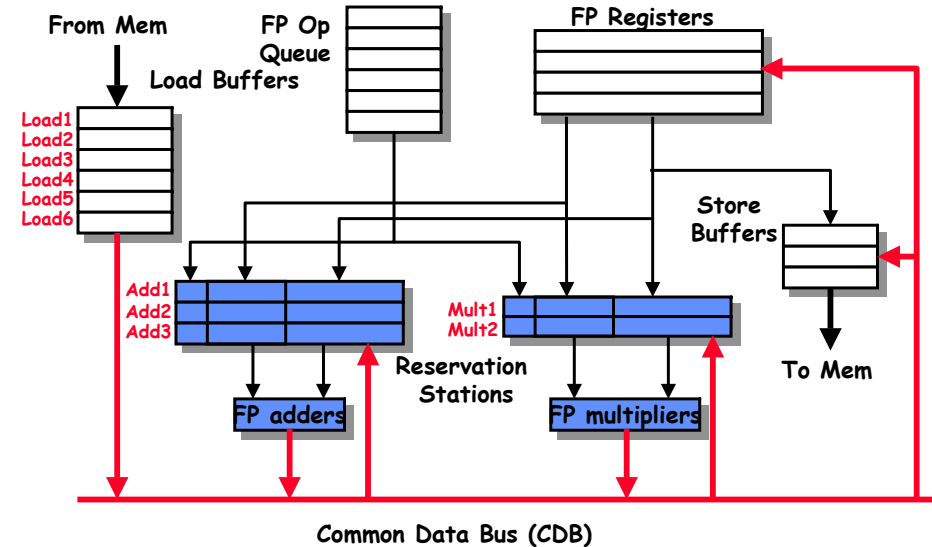 From Mem
FP Op
Queue
FP Registers
Load Buffers
Load1
Load2
Load3
Load4
Load5
Load6
Store
Buffers
Add1
Add2
Add3
Mult1
Mult2
Reservation
Stations
To Mem
FP adders
FP multipliers
Common Data Bus (CDB)